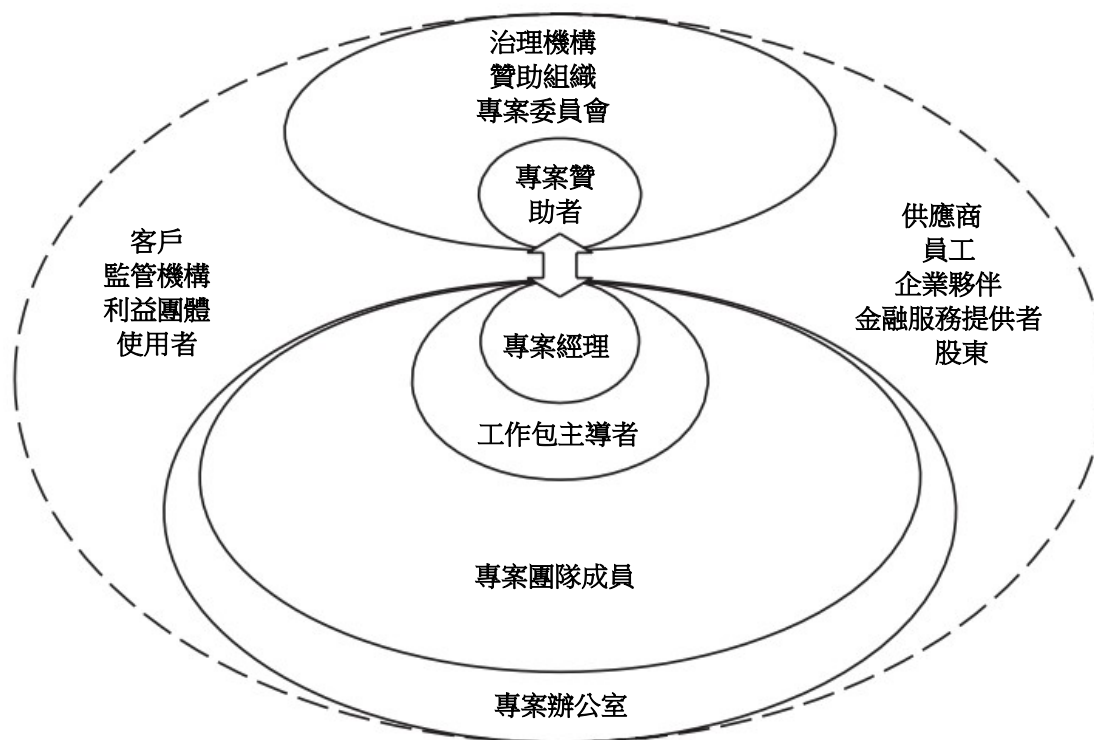 治理機構
贊助組織
專案委員會
專案贊
助者
客戶
監管機構
利益團體
使用者
供應商
員工
企業夥伴
金融服務提供者
股東
專案經理
工作包主導者
專案團隊成員
專案辦公室